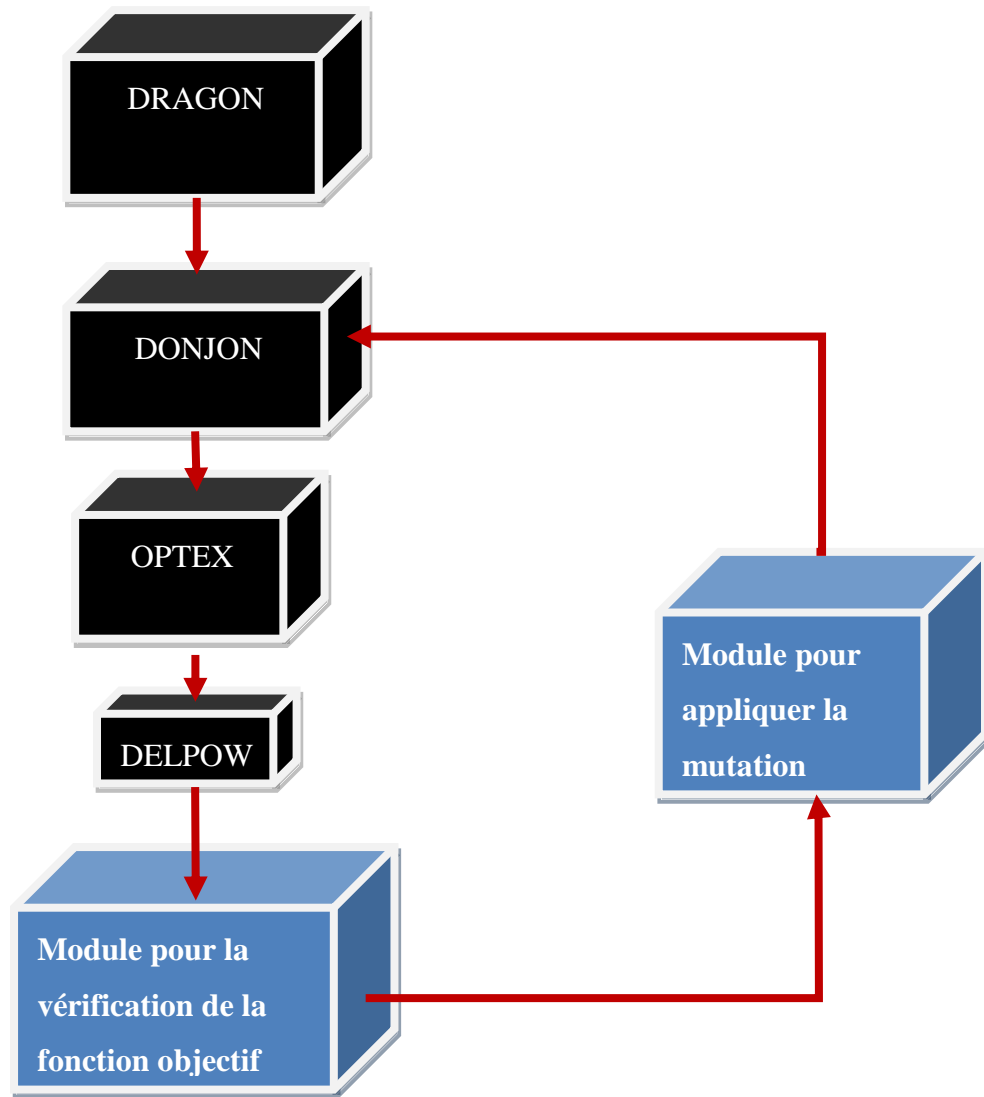 DRAGON
DONJON
OPTEX
DELPOW
Module pour la
vérification de la
fonction objectif
Module pour
appliquer la
mutation